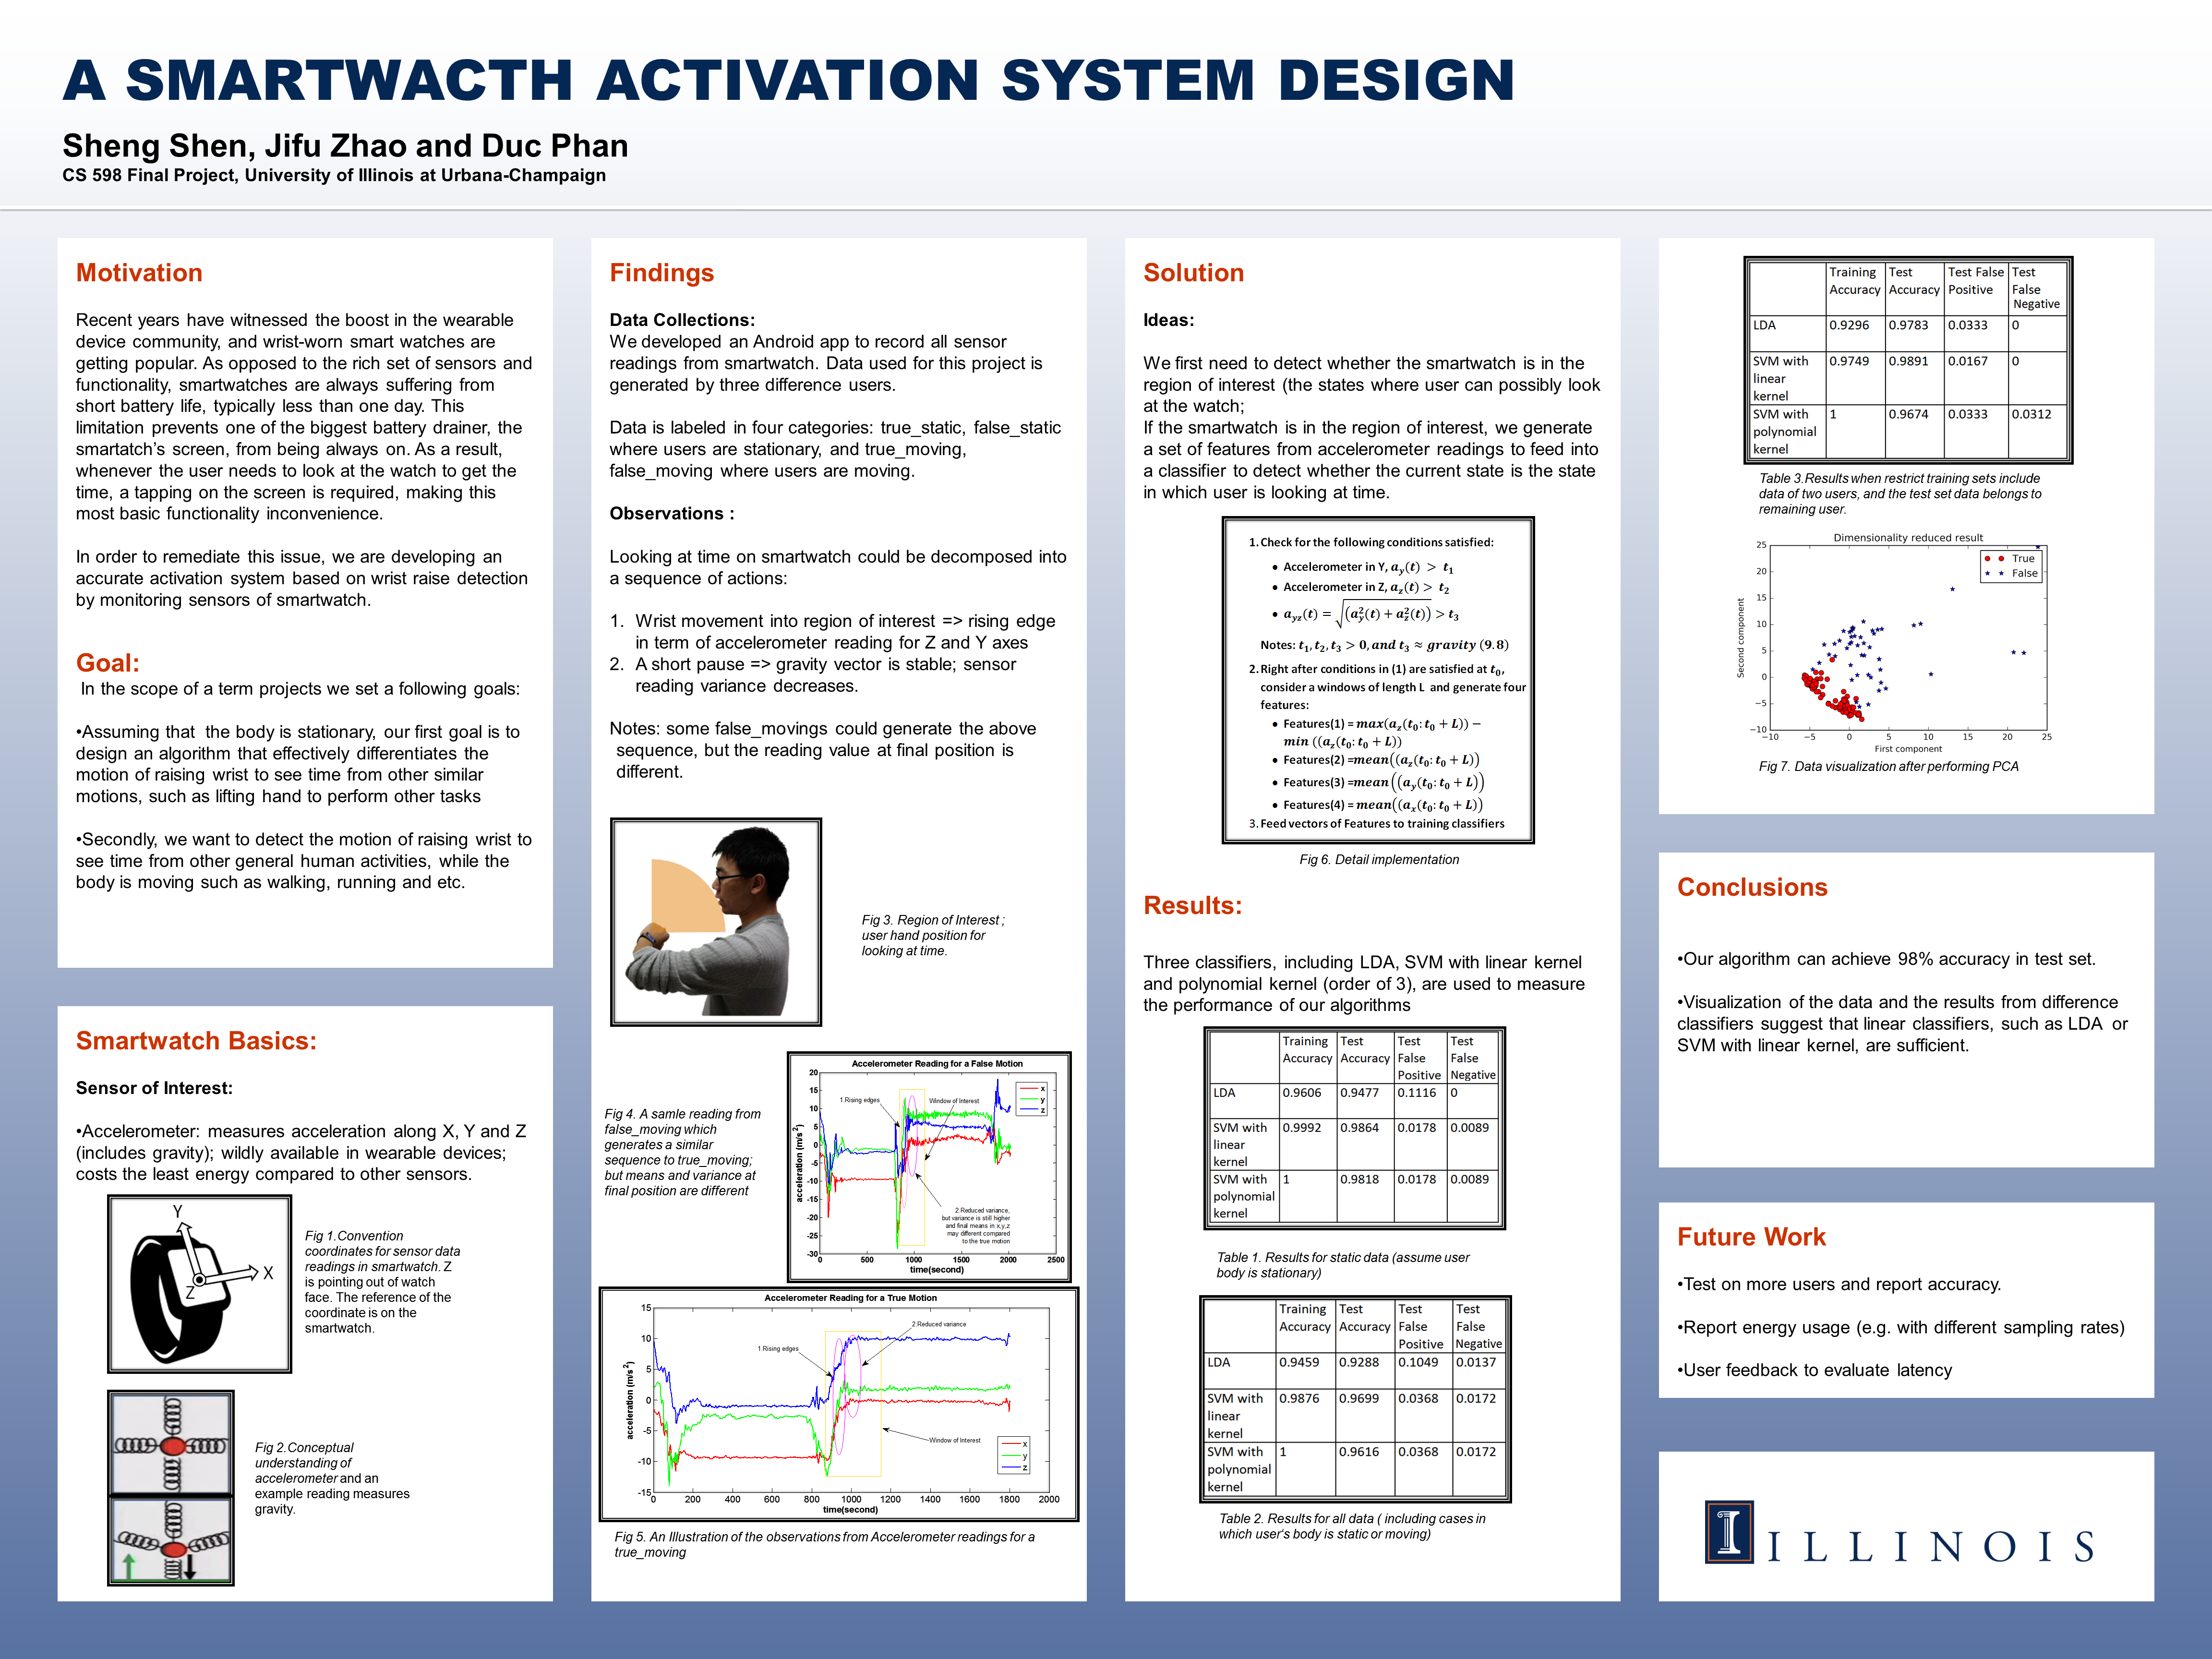 A SMARTWACTH ACTIVATION SYSTEM DESIGN
Sheng Shen, Jifu Zhao and Duc Phan
CS 598 Final Project, University of Illinois at Urbana-Champaign
Motivation
Recent years have witnessed the boost in the wearable
device community, and wrist-worn smart watches are
getting popular. As opposed to the rich set of sensors and
functionality, smartwatches are always suffering from
short battery life, typically less than one day. This
limitation prevents one of the biggest battery drainer, the
smartatch's screen, from being always on. As a result,
whenever the user needs to look at the watch to get the
time, a tapping on the screen is required, making this
most basic functionality inconvenience.
In order to remediate this issue, we are developing an
accurate activation system based on wrist raise detection
by monitoring sensors of smartwatch.
Goal:
In the scope of a term projects we set a following goals:
•Assuming that the body is stationary, our first goal is to
design an algorithm that effectively differentiates the
motion of raising wrist to see time from other similar
motions, such as lifting hand to perform other tasks
•Secondly, we want to detect the motion of raising wrist to
see time from other general human activities, while the
body is moving such as walking, running and etc.
Smartwatch Basics:
Sensor of Interest:
•Accelerometer: measures acceleration along X, Y and Z
(includes gravity); wildly available in wearable devices;
costs the least energy compared to other sensors.
Y
X
Z
Fig 1.Convention
coordinates for sensor data
readings in smartwatch. Z
is pointing out of watch
face. The reference of the
coordinate is on the
smartwatch.
Fig 2.Conceptual
understanding of
accelerometer and an
example reading measures
gravity.
Findings
Data Collections:
We developed an Android app to record all sensor
readings from smartwatch. Data used for this project is
generated by three difference users.
Data is labeled in four categories: true_static, false_static
where users are stationary, and true_moving,
false_moving where users are moving.
Observations :
Looking at time on smartwatch could be decomposed into
a sequence of actions:
1. Wrist movement into region of interest => rising edge
in term of accelerometer reading for Z and Y axes
2. A short pause => gravity vector is stable; sensor
reading variance decreases.
Notes: some false_movings could generate the above
sequence, but the reading value at final position is
different.
Fig 3. Region of Interest ;
user hand position for
looking at time.
Fig 4. A samle reading from
false_moving which
generates a similar
sequence to true_moving;
but means and variance at
final position are different
Accelerometer Reading for a False Motion
acceleration (m/s²)
20
15
10
5
0
-5
-10
-15
-20
-25
-30
1.Rising edges
Window of Interest
x
y
z
2.Reduced variance,
but variance is still higher
and final means in x,y,z
may different compared
to the true motion
0 500 1000 1500 2000 2500
time(second)
Accelerometer Reading for a True Motion
acceleration (m/s²)
15
10
5
0
-5
-10
-15
1.Rising edges
2.Reduced variance
Window of Interest
x
y
z
0 200 400 600 800 1000 1200 1400 1600 1800 2000
time(second)
Fig 5. An Illustration of the observations from Accelerometer readings for a
true_moving
Solution
Ideas:
We first need to detect whether the smartwatch is in the
region of interest (the states where user can possibly look
at the watch;
If the smartwatch is in the region of interest, we generate
a set of features from accelerometer readings to feed into
a classifier to detect whether the current state is the state
in which user is looking at time.
1. Check for the following conditions satisfied:
• Accelerometer in Y, a_y(t) > t₁
• Accelerometer in Z, a_z(t) > t₂
• a_yz(t) = √(a_y²(t) + a_z²(t)) > t₃
Notes: t₁, t₂, t₃ > 0, and t₃ ≈ gravity (9.8)
2. Right after conditions in (1) are satisfied at t₀,
consider a windows of length L and generate four
features:
• Features(1) = max(a_z(t₀: t₀ + L)) −
min ((a_z(t₀: t₀ + L))
• Features(2) =mean((a_z(t₀: t₀ + L))
• Features(3) =mean((a_y(t₀: t₀ + L))
• Features(4) = mean((a_x(t₀: t₀ + L))
3. Feed vectors of Features to training classifiers
Fig 6. Detail implementation
Results:
Three classifiers, including LDA, SVM with linear kernel
and polynomial kernel (order of 3), are used to measure
the performance of our algorithms
Training Test Test Test
Accuracy Accuracy False False
Positive Negative
LDA 0.9606 0.9477 0.1116 0
SVM with 0.9992 0.9864 0.0178 0.0089
linear
kernel
SVM with 1 0.9818 0.0178 0.0089
polynomial
kernel
Table 1. Results for static data (assume user
body is stationary)
Training Test Test Test
Accuracy Accuracy False False
Positive Negative
LDA 0.9459 0.9288 0.1049 0.0137
SVM with 0.9876 0.9699 0.0368 0.0172
linear
kernel
SVM with 1 0.9616 0.0368 0.0172
polynomial
kernel
Table 2. Results for all data ( including cases in
which user's body is static or moving)
Training Test Test False Test
Accuracy Accuracy Positive False
Negative
LDA 0.9296 0.9783 0.0333 0
SVM with 0.9749 0.9891 0.0167 0
linear
kernel
SVM with 1 0.9674 0.0333 0.0312
polynomial
kernel
Table 3.Results when restrict training sets include
data of two users, and the test set data belongs to
remaining user.
Dimensionality reduced result
Second component
25
20
15
10
5
0
−5
−10
True
False
−10 −5 0 5 10 15 20 25
First component
Fig 7. Data visualization after performing PCA
Conclusions
•Our algorithm can achieve 98% accuracy in test set.
•Visualization of the data and the results from difference
classifiers suggest that linear classifiers, such as LDA or
SVM with linear kernel, are sufficient.
Future Work
•Test on more users and report accuracy.
•Report energy usage (e.g. with different sampling rates)
•User feedback to evaluate latency
I ILLINOIS